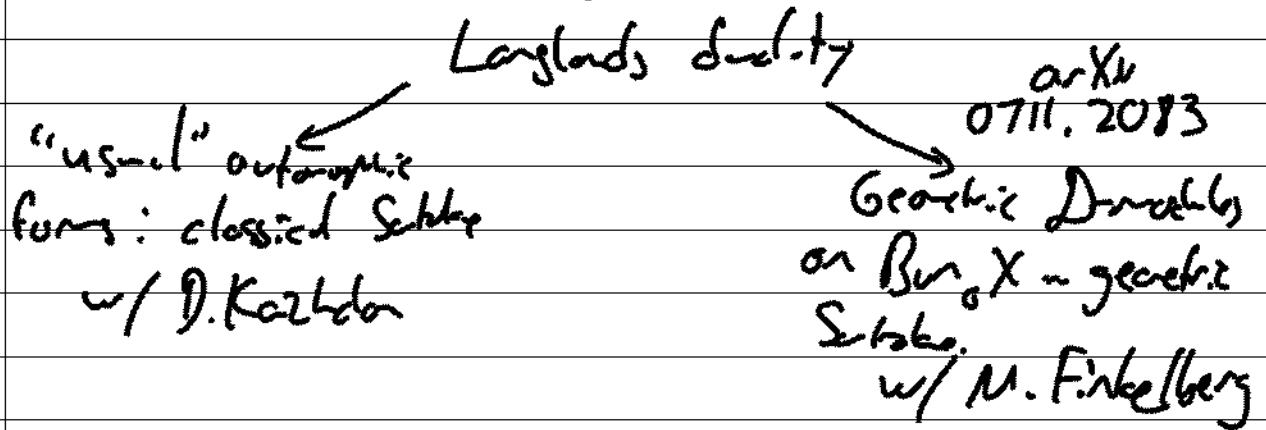 Langlands duality
arXiv
0711.2083
"usual" automorphic
forms: classical Satake
w/ D. Kazhdan
Geometric D-modules
on Bun_G X - geometric
Satake.
w/ M. Finkelberg